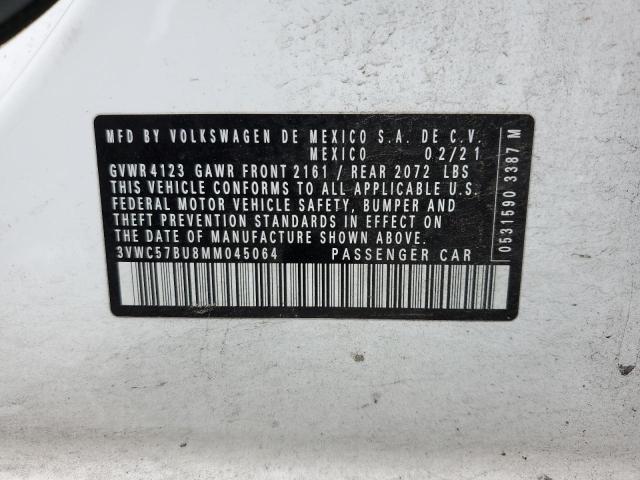 MFD BY VOLKSWAGEN DE MEXICO S.A. DE C.V.
MEXICO 02/21
GVWR 4123 GAWR FRONT 2161 / REAR 2072 LBS
THIS VEHICLE CONFORMS TO ALL APPLICABLE U.S.
FEDERAL MOTOR VEHICLE SAFETY, BUMPER AND
THEFT PREVENTION STANDARDS IN EFFECT ON
THE DATE OF MANUFACTURE SHOWN ABOVE.
3VWC57BU8MM045064 PASSENGER CAR
0531590 3387 M